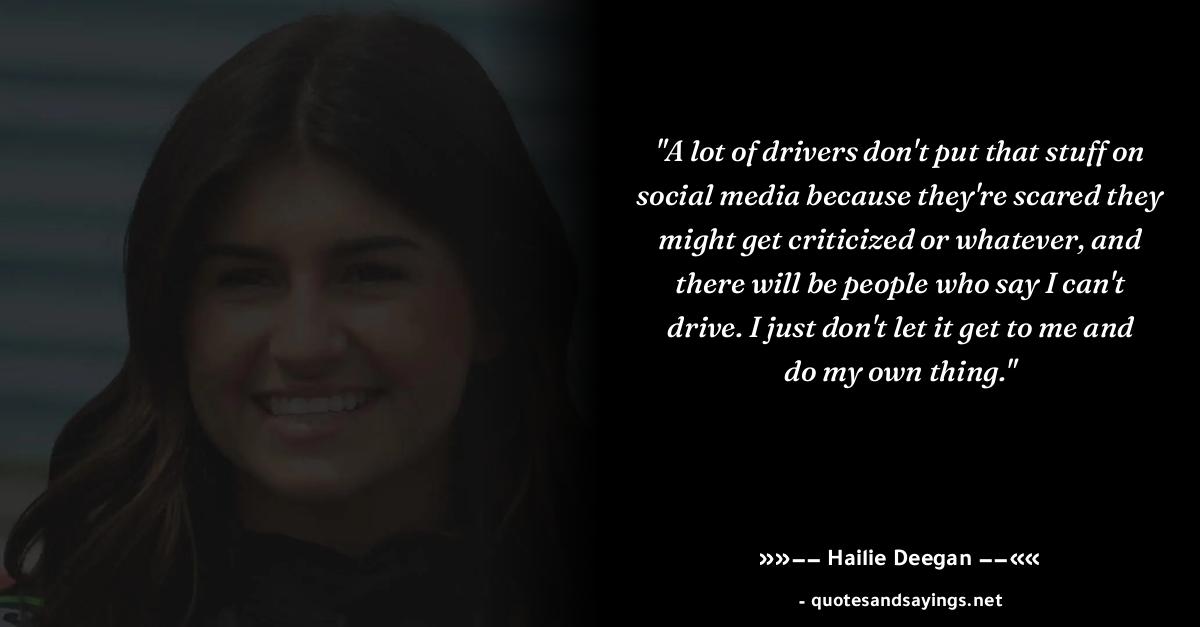 "A lot of drivers don't put that stuff on
social media because they're scared they
might get criticized or whatever, and
there will be people who say I can't
drive. I just don't let it get to me and
do my own thing."
»»–– Hailie Deegan ––««
- quotesandsayings.net